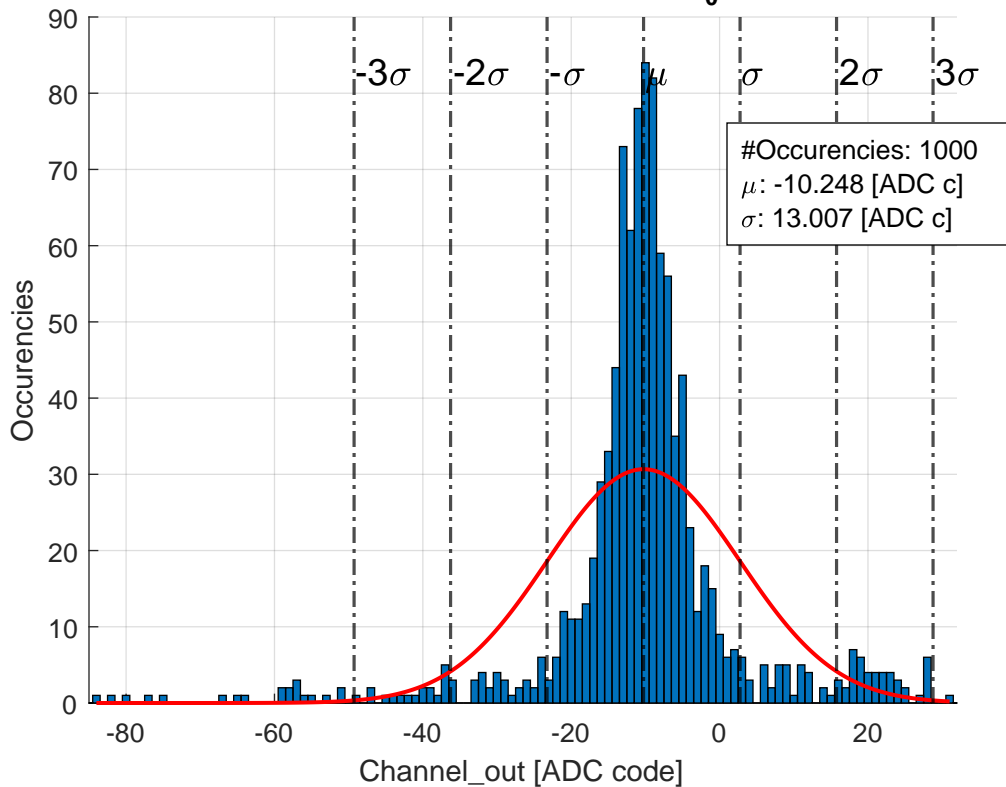 90
80
70
60
50
40
30
20
10
0
-3σ -2σ -σ μ σ 2σ 3σ
#Occurencies: 1000
μ: -10.248 [ADC c]
σ: 13.007 [ADC c]
Occurencies
-80 -60 -40 -20 0 20
Channel_out [ADC code]